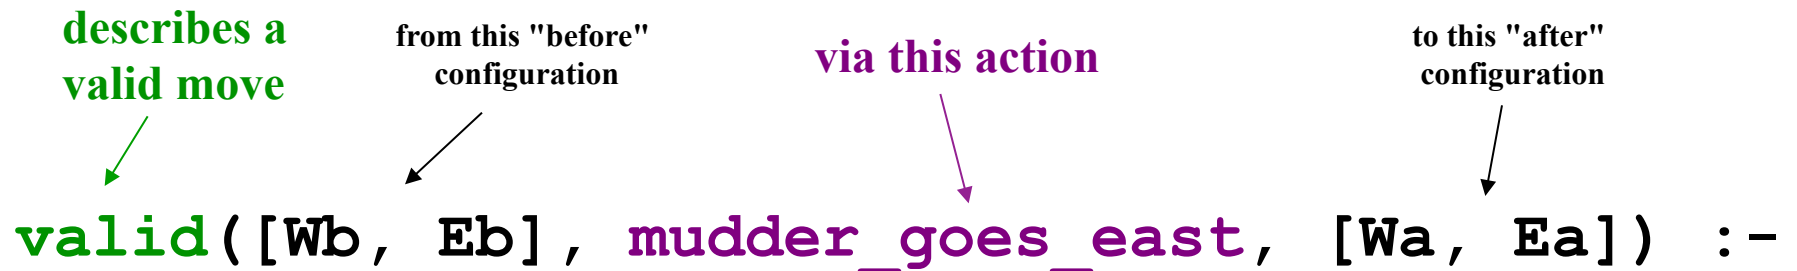 describes a
valid move
from this "before"
configuration
via this action
to this "after"
configuration
valid([Wb, Eb], mudder_goes_east, [Wa, Ea]) :-